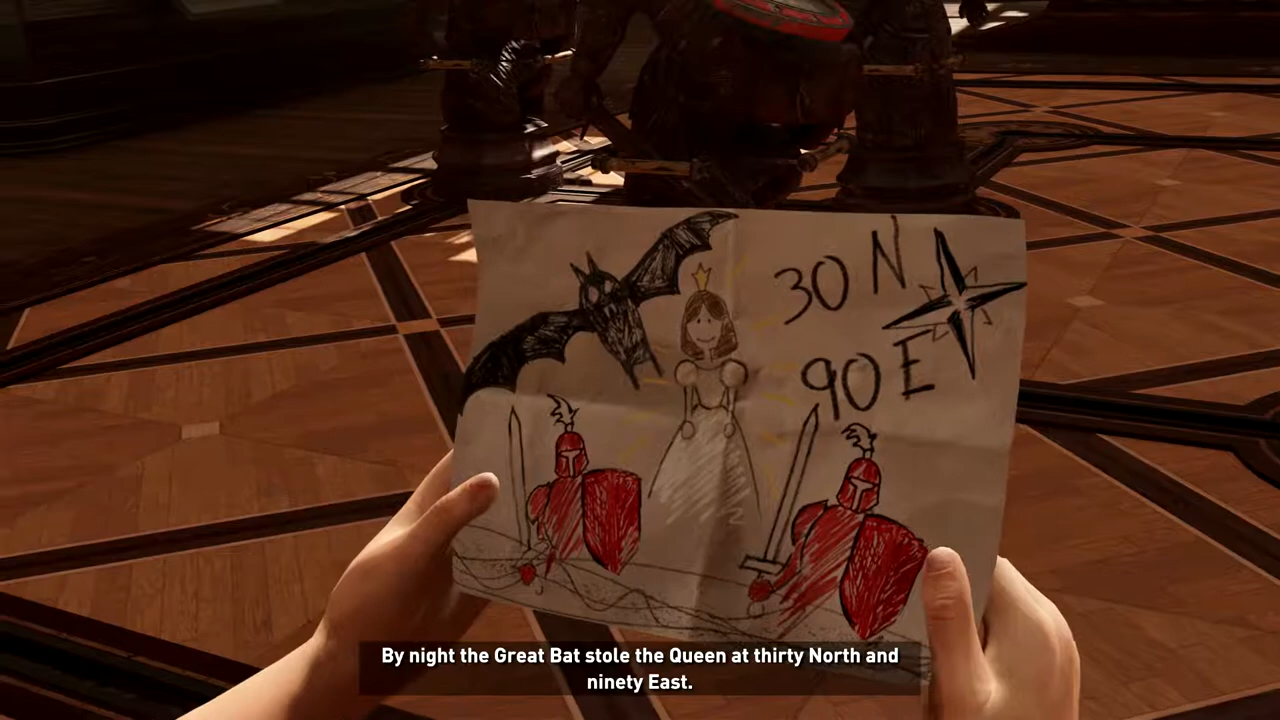 30 N
90 E
By night the Great Bat stole the Queen at thirty North and
ninety East.